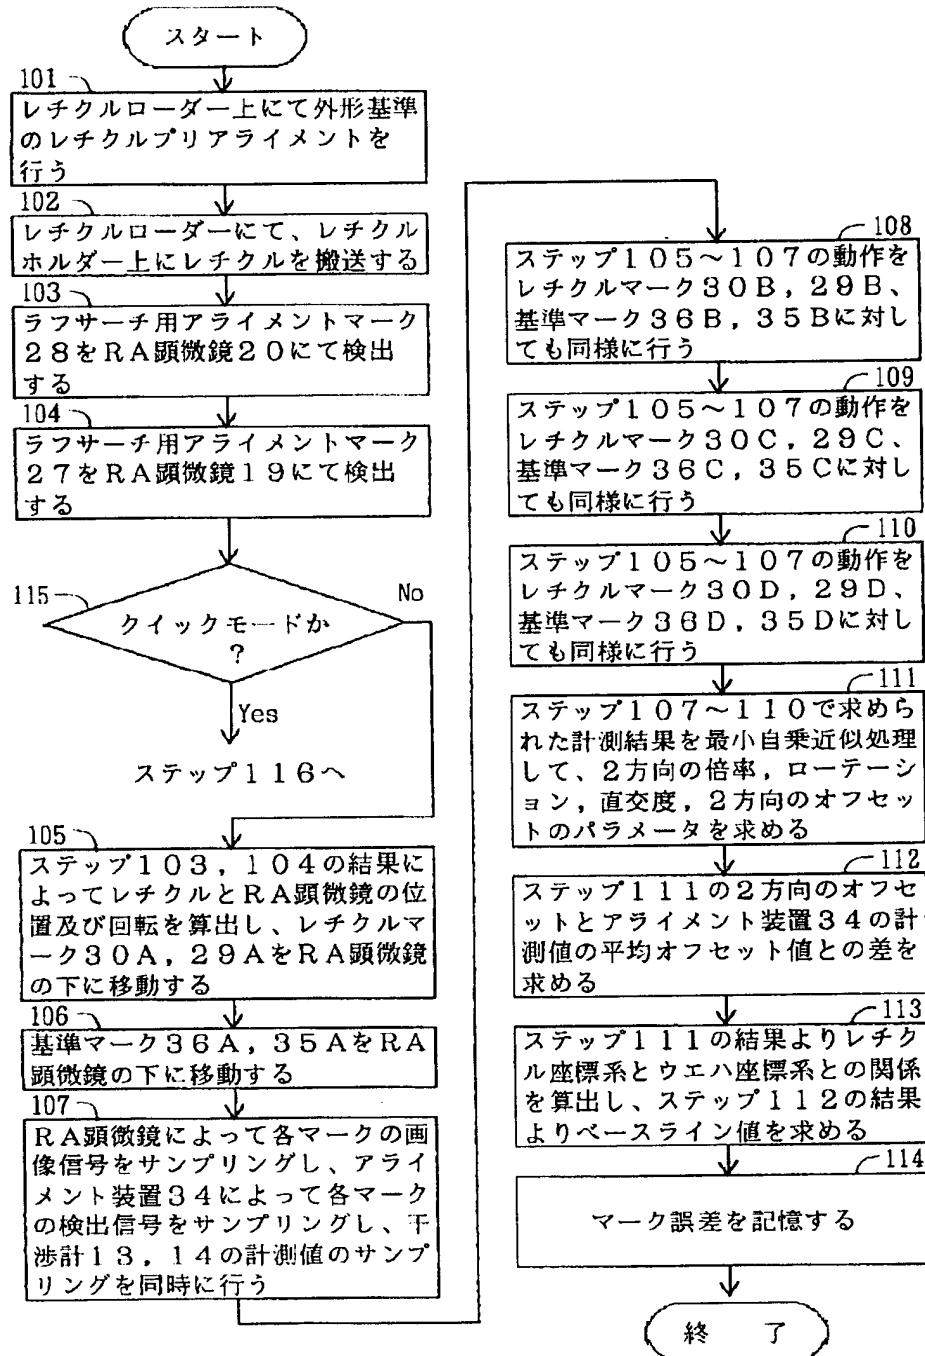 スタート
101
レチクルローダー上にて外形基準
のレチクルプリアライメントを
行う
102
レチクルローダーにて、レチクル
ホルダー上にレチクルを搬送する
103
ラフサーチ用アライメントマーク
28をRA顕微鏡20にて検出
する
104
ラフサーチ用アライメントマーク
27をRA顕微鏡19にて検出
する
115
クイックモードか
?
No
Yes
ステップ116へ
105
ステップ103,104の結果に
よってレチクルとRA顕微鏡の位
置及び回転を算出し、レチクルマ
ーク30A,29AをRA顕微鏡
の下に移動する
106
基準マーク36A,35AをRA
顕微鏡の下に移動する
107
RA顕微鏡によって各マークの画
像信号をサンプリングし、アライ
メント装置34によって各マーク
の検出信号をサンプリングし、干
渉計13,14の計測値のサンプ
リングを同時に行う
108
ステップ105~107の動作を
レチクルマーク30B,29B、
基準マーク36B,35Bに対し
ても同様に行う
109
ステップ105~107の動作を
レチクルマーク30C,29C、
基準マーク36C,35Cに対し
ても同様に行う
110
ステップ105~107の動作を
レチクルマーク30D,29D、
基準マーク36D,35Dに対し
ても同様に行う
111
ステップ107~110で求めら
れた計測結果を最小自乗近似処理
して、2方向の倍率,ローテーシ
ョン,直交度,2方向のオフセッ
トのパラメータを求める
112
ステップ111の2方向のオフセ
ットとアライメント装置34の計
測値の平均オフセット値との差を
求める
113
ステップ111の結果よりレチク
ル座標系とウエハ座標系との関係
を算出し、ステップ112の結果
よりベースライン値を求める
114
マーク誤差を記憶する
終 了